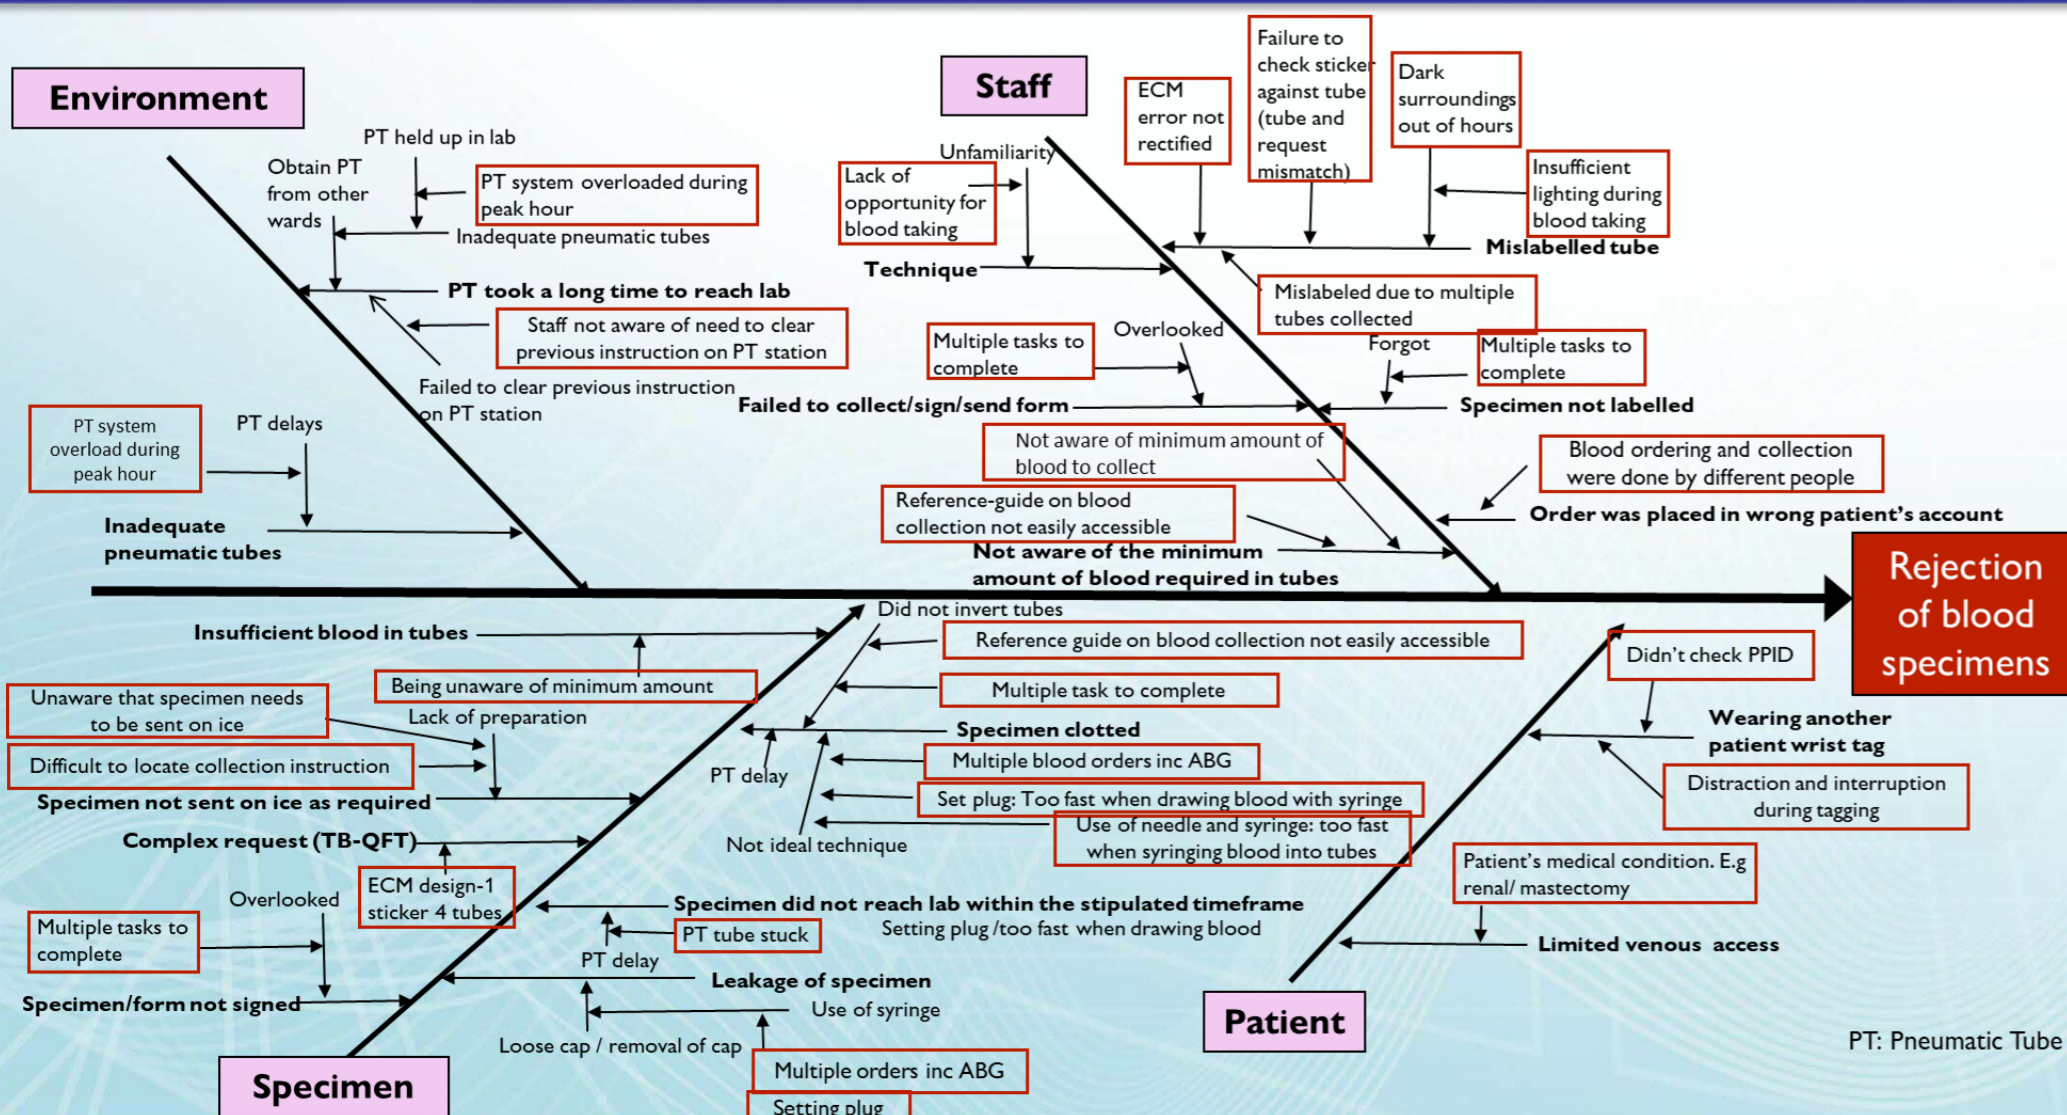 Environment
PT held up in lab
Obtain PT
from other
wards
PT system overloaded during
peak hour
Inadequate pneumatic tubes
PT took a long time to reach lab
Staff not aware of need to clear
previous instruction on PT station
Failed to clear previous instruction
on PT station
PT system
overload during
peak hour
PT delays
Inadequate
pneumatic tubes
Staff
Unfamiliarity
Lack of
opportunity for
blood taking
Technique
ECM
error not
rectified
Failure to
check sticker
against tube
(tube and
request
mismatch)
Dark
surroundings
out of hours
Insufficient
lighting during
blood taking
Mislabelled tube
Mislabeled due to multiple
tubes collected
Overlooked
Multiple tasks to
complete
Failed to collect/sign/send form
Forgot
Multiple tasks to
complete
Specimen not labelled
Not aware of minimum amount of
blood to collect
Reference-guide on blood
collection not easily accessible
Not aware of the minimum
amount of blood required in tubes
Blood ordering and collection
were done by different people
Order was placed in wrong patient's account
Rejection
of blood
specimens
Insufficient blood in tubes
Being unaware of minimum amount
Unaware that specimen needs
to be sent on ice
Lack of preparation
Difficult to locate collection instruction
Specimen not sent on ice as required
Complex request (TB-QFT)
ECM design-1
sticker 4 tubes
Overlooked
Multiple tasks to
complete
Specimen/form not signed
Specimen
Did not invert tubes
Reference guide on blood collection not easily accessible
Multiple task to complete
Specimen clotted
PT delay
Multiple blood orders inc ABG
Set plug: Too fast when drawing blood with syringe
Use of needle and syringe: too fast
when syringing blood into tubes
Not ideal technique
Specimen did not reach lab within the stipulated timeframe
Setting plug /too fast when drawing blood
PT tube stuck
PT delay
Leakage of specimen
Use of syringe
Loose cap / removal of cap
Multiple orders inc ABG
Setting plug
Didn't check PPID
Wearing another
patient wrist tag
Distraction and interruption
during tagging
Patient's medical condition. E.g
renal/ mastectomy
Limited venous access
Patient
PT: Pneumatic Tube